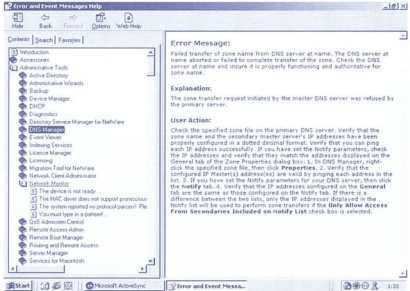 Error and Event Messages Help
Hide Back Forward Options Web Help
Contents Search Favorites
Introduction
Accessories
Administrative Tools
Active Directory
Administrative Wizards
Backup
Device Manager
DHCP
Diagnostics
Directory Service Manager for NetWare
DNS Manager
Event Viewer
Indexing Services
License Manager
Licensing
Migration Tool for NetWare
Network Client Administrator
Network Monitor
The device is not ready...
The MAC drive does not support promiscuous
The system reported no protocol parsers! Ple
You must type in a pattern!...
QoS Admission Control
Remote Access Admin
Remote Boot Manager
Routing and Remote Access
Server Manager
Services for Macintosh
Error Message:
Failed transfer of zone name from DNS server at name. The DNS server at
name aborted or failed to complete transfer of the zone. Check the DNS
server at name and insure it is properly functioning and authoritative for
zone name.
Explanation:
The zone transfer request initiated by the master DNS server was refused by
the primary server.
User Action:
Check the specified zone file on the primary DNS server. Verify that the
zone name and the secondary master server's IP addresses have been
properly configured in a dotted decimal format. Verify that you can ping
each IP address successfully. If you have set the Notify parameters, check
the IP addresses and verify that they match the addresses displayed on the
General tab of the Zone Properties dialog box. 1. In DNS Manager, right-
click the specified zone file, then click Properties. 2. Verify that the
configured IP Master(s) address(es) are valid by pinging each address in the
list. 3. If you have set the Notify parameters for your DNS server, then click
the Notify tab. 4. Verify that the IP addresses configured on the General
tab are the same as those configured on the Notify tab. If there is a
difference between the two lists, only the IP addresses displayed in the
Notify list will be used to perform zone transfers if the Only Allow Access
From Secondaries Included on Notify List check box is selected.
Start Microsoft ActiveSync Error and Event Messa... 1:33